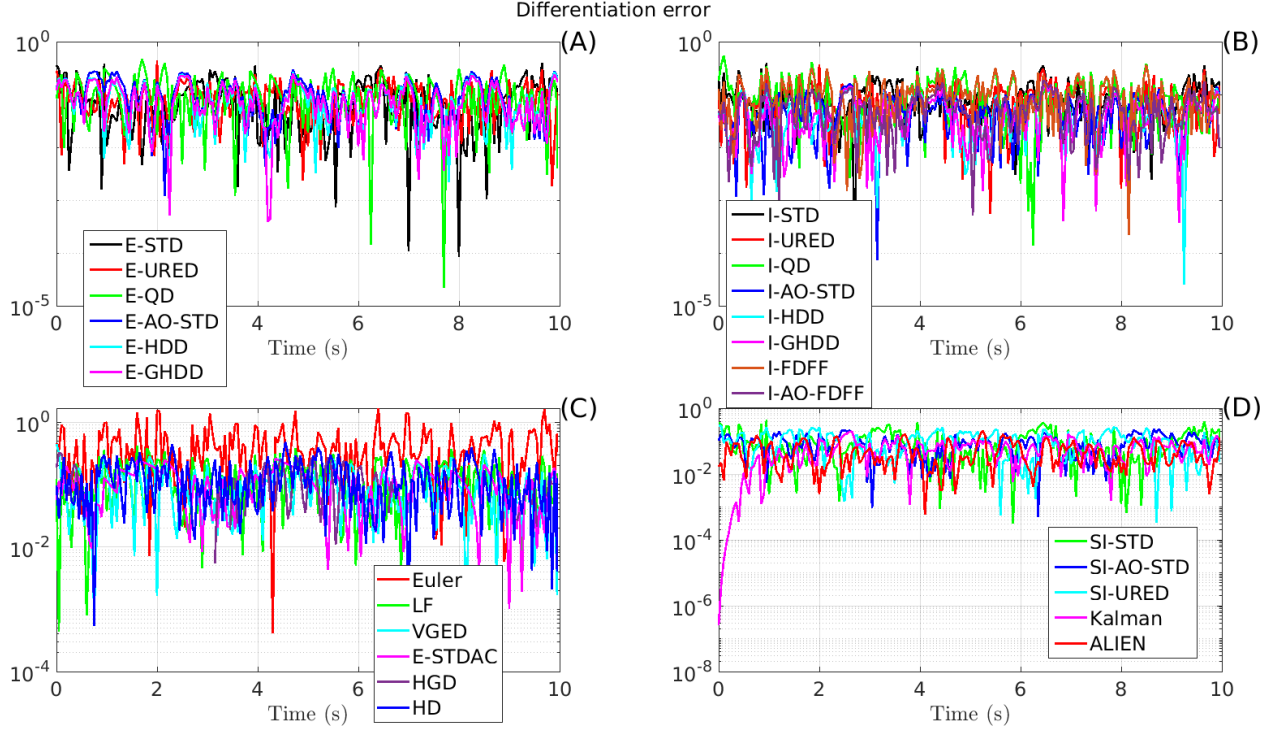 Differentiation error
(A)
10^0
10^-5
0 2 4 6 8 10
Time (s)
E-STD
E-URED
E-QD
E-AO-STD
E-HDD
E-GHDD
(B)
10^0
10^-5
0 2 4 6 8 10
Time (s)
I-STD
I-URED
I-QD
I-AO-STD
I-HDD
I-GHDD
I-FDFF
I-AO-FDFF
(C)
10^0
10^-2
10^-4
0 2 4 6 8 10
Time (s)
Euler
LF
VGED
E-STDAC
HGD
HD
(D)
10^0
10^-2
10^-4
10^-6
10^-8
0 2 4 6 8 10
Time (s)
SI-STD
SI-AO-STD
SI-URED
Kalman
ALIEN